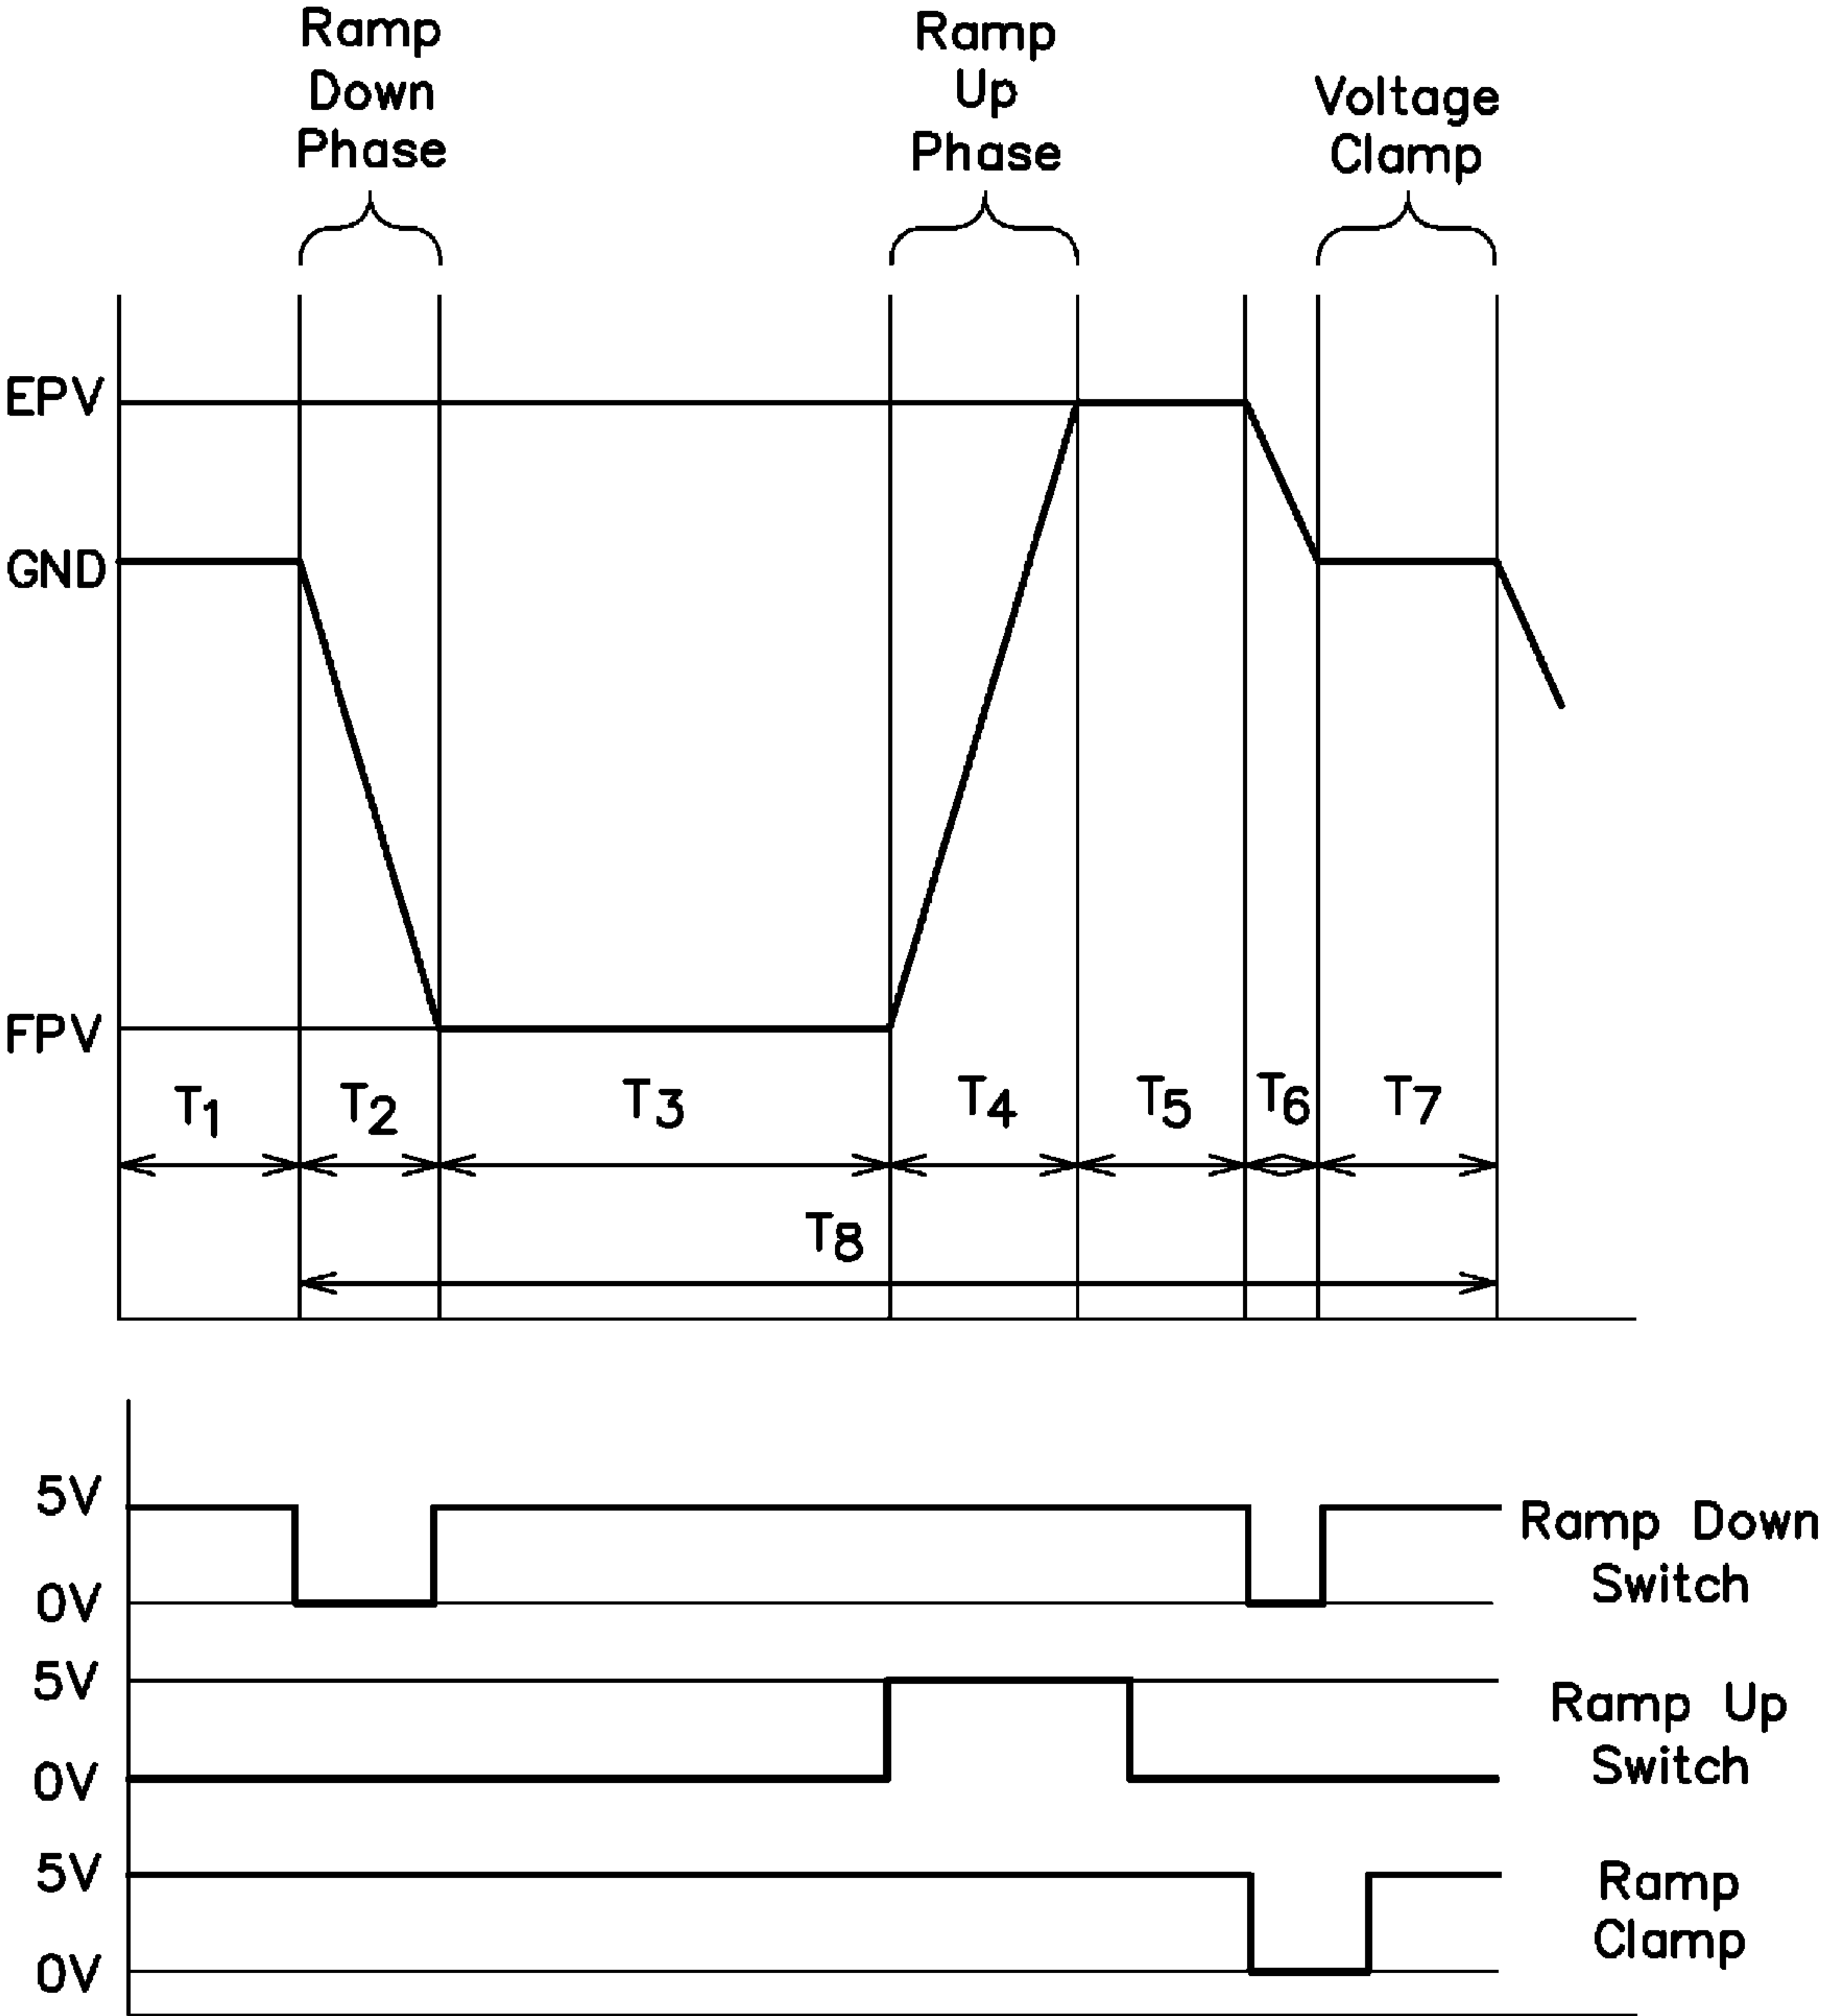 Ramp
Down
Phase
Ramp
Up
Phase
Voltage
Clamp
EPV
GND
FPV
T1
T2
T3
T4
T5
T6
T7
T8
5V
0V
Ramp Down
Switch
5V
0V
Ramp Up
Switch
5V
0V
Ramp
Clamp